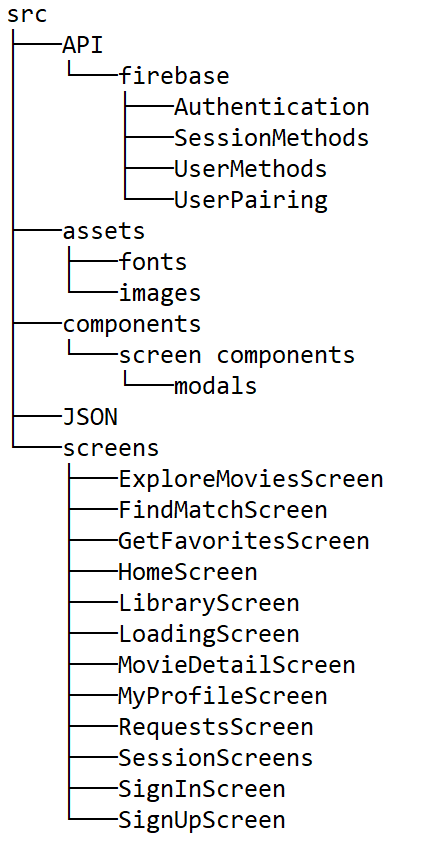 src
API
firebase
Authentication
SessionMethods
UserMethods
UserPairing
assets
fonts
images
components
screen components
modals
JSON
screens
ExploreMoviesScreen
FindMatchScreen
GetFavoritesScreen
HomeScreen
LibraryScreen
LoadingScreen
MovieDetailScreen
MyProfileScreen
RequestsScreen
SessionScreens
SignInScreen
SignUpScreen